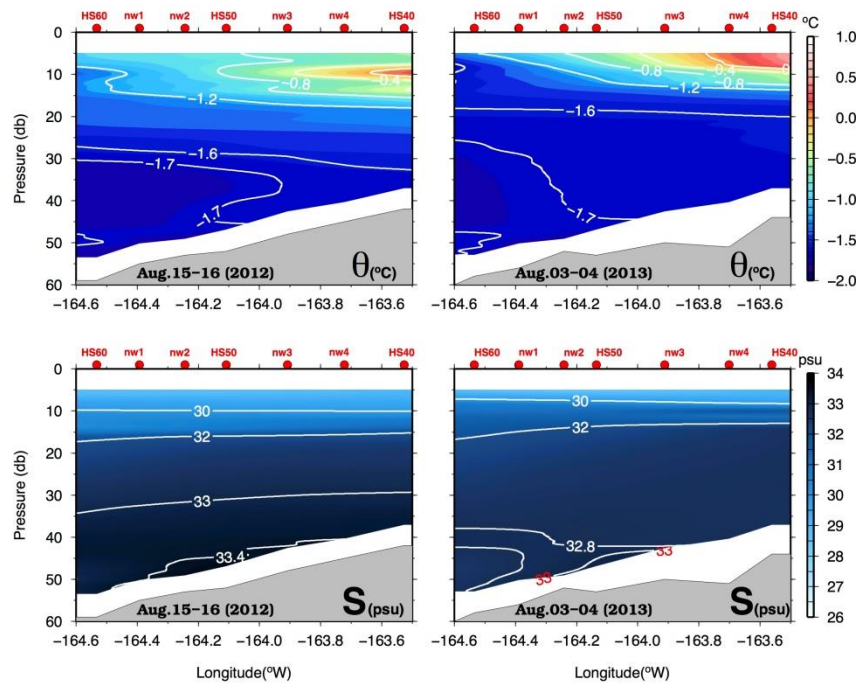 HS60 nw1 nw2 HS50 nw3 nw4 HS40
HS60 nw1 nw2 HS50 nw3 nw4 HS40
°C
0
10
20
30
40
50
60
Pressure (db)
−0.4
−0.8
−1.2
−1.6
−1.7
−1.7
Aug.15-16 (2012)
θ(°C)
−164.6 −164.4 −164.2 −164.0 −163.8 −163.6
−0.8
−0.4
−0.8
−1.2
−1.6
−1.7
Aug.03-04 (2013)
θ(°C)
−164.6 −164.4 −164.2 −164.0 −163.8 −163.6
1.0
0.5
0.0
−0.5
−1.0
−1.5
−2.0
HS60 nw1 nw2 HS50 nw3 nw4 HS40
HS60 nw1 nw2 HS50 nw3 nw4 HS40
psu
0
10
20
30
40
50
60
Pressure (db)
30
32
33
33.4
Aug.15-16 (2012)
S(psu)
−164.6 −164.4 −164.2 −164.0 −163.8 −163.6
Longitude(°W)
30
32
32.8
33
33
Aug.03-04 (2013)
S(psu)
−164.6 −164.4 −164.2 −164.0 −163.8 −163.6
Longitude(°W)
34
33
32
31
30
29
28
27
26